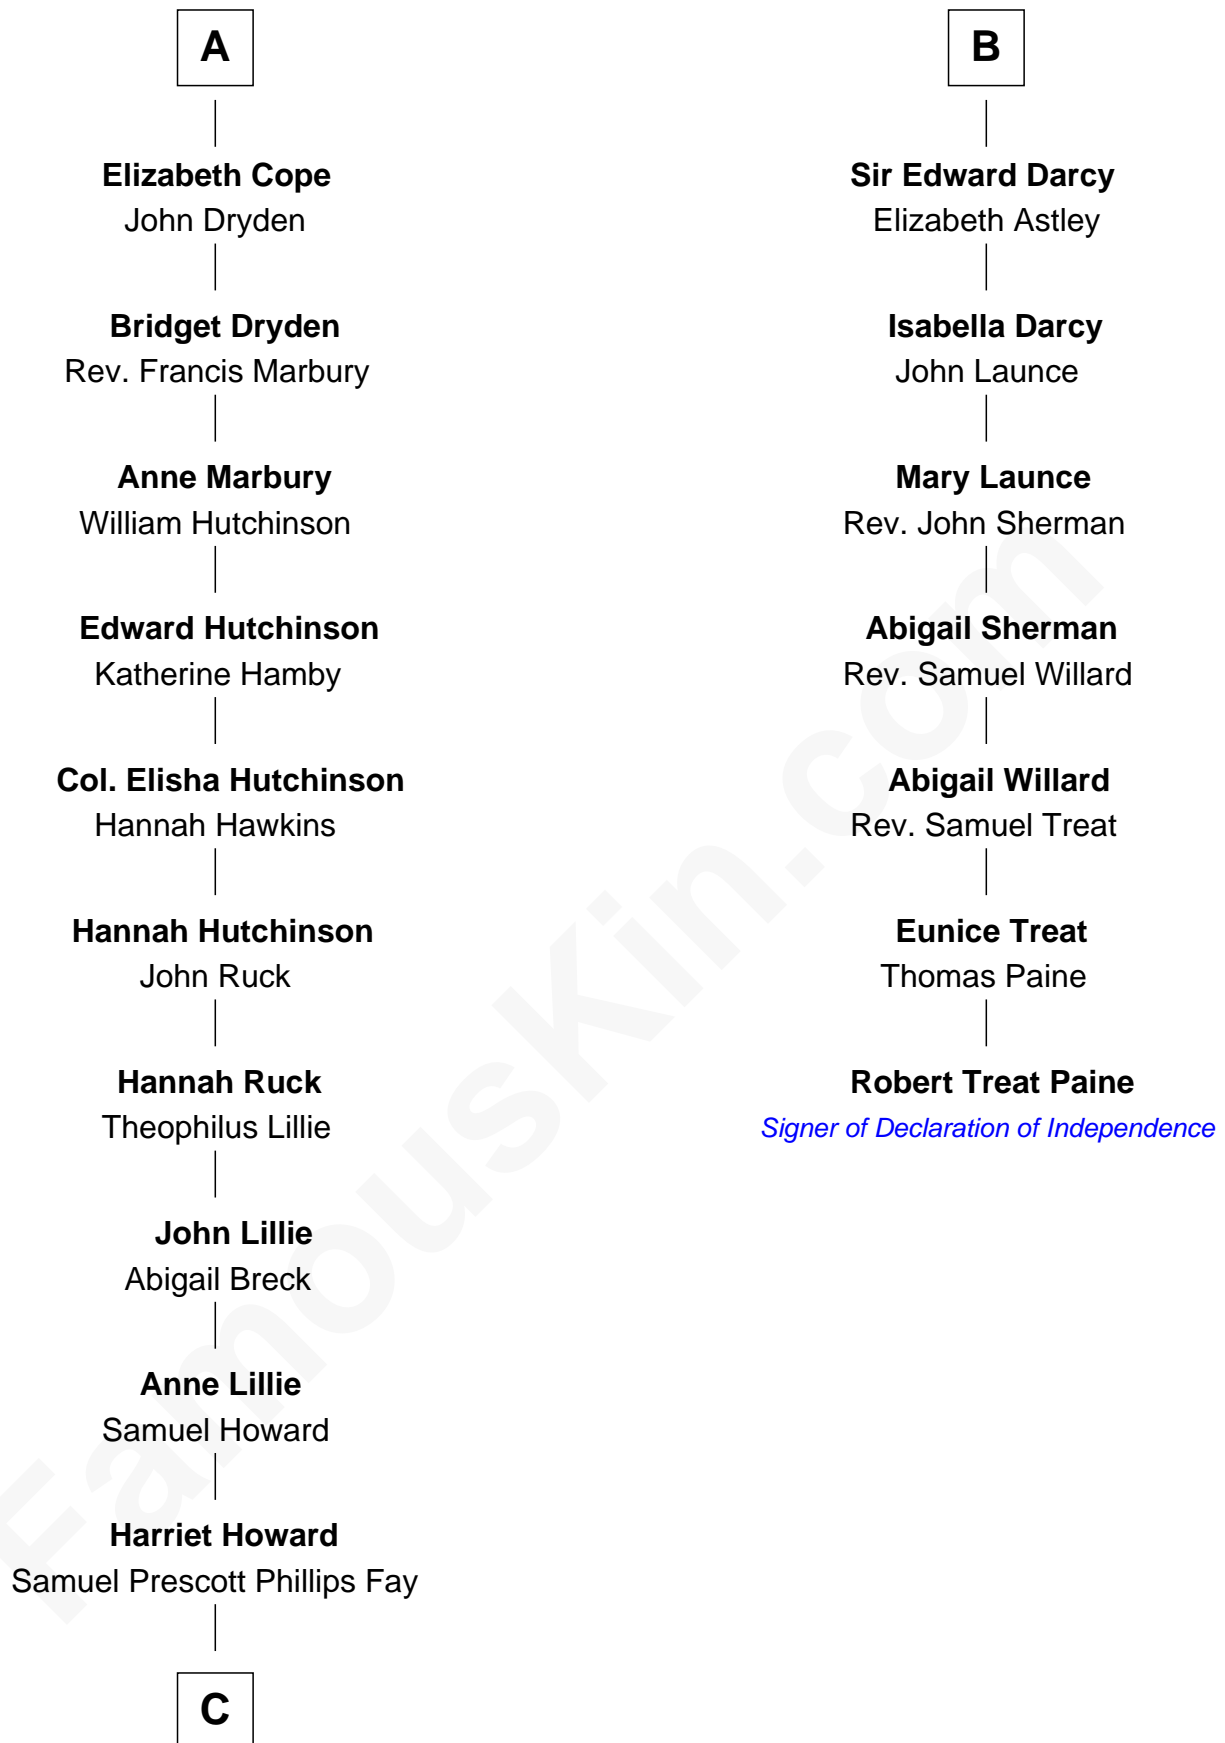 A
Elizabeth Cope
John Dryden
Bridget Dryden
Rev. Francis Marbury
Anne Marbury
William Hutchinson
Edward Hutchinson
Katherine Hamby
Col. Elisha Hutchinson
Hannah Hawkins
Hannah Hutchinson
John Ruck
Hannah Ruck
Theophilus Lillie
John Lillie
Abigail Breck
Anne Lillie
Samuel Howard
Harriet Howard
Samuel Prescott Phillips Fay
C
B
Sir Edward Darcy
Elizabeth Astley
Isabella Darcy
John Launce
Mary Launce
Rev. John Sherman
Abigail Sherman
Rev. Samuel Willard
Abigail Willard
Rev. Samuel Treat
Eunice Treat
Thomas Paine
Robert Treat Paine
Signer of Declaration of Independence
FamousKin.com